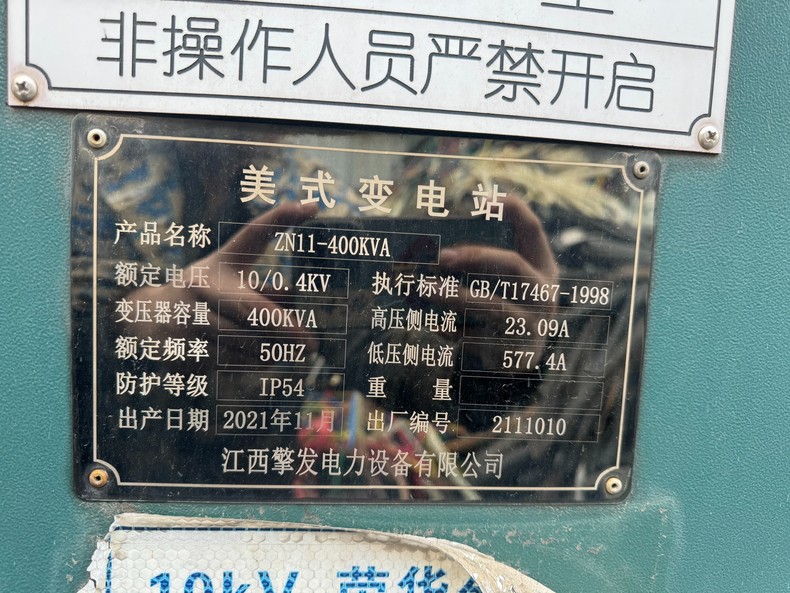 非操作人员严禁开启
美式变电站
产品名称 ZN11-400KVA
额定电压 10/0.4KV 执行标准 GB/T17467-1998
变压器容量 400KVA 高压侧电流 23.09A
额定频率 50HZ 低压侧电流 577.4A
防护等级 IP54 重量
出产日期 2021年11月 出厂编号 2111010
江西擎发电力设备有限公司
10kV